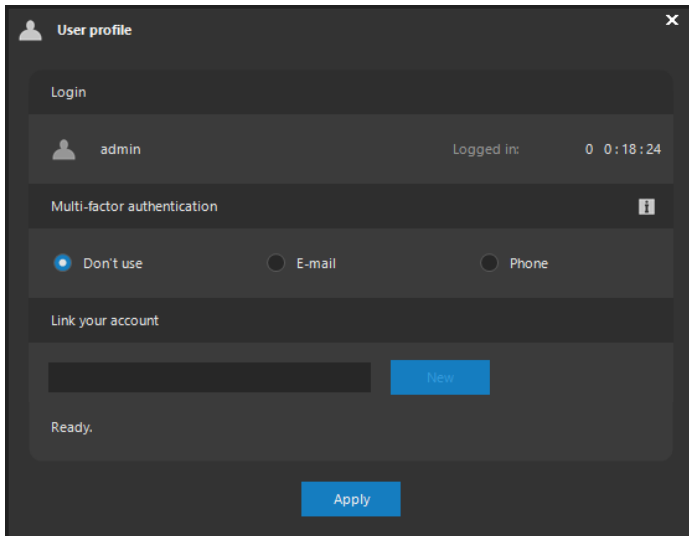 User profile
Login
admin Logged in: 0 0:18:24
Multi-factor authentication
Don't use E-mail Phone
Link your account
New
Ready.
Apply